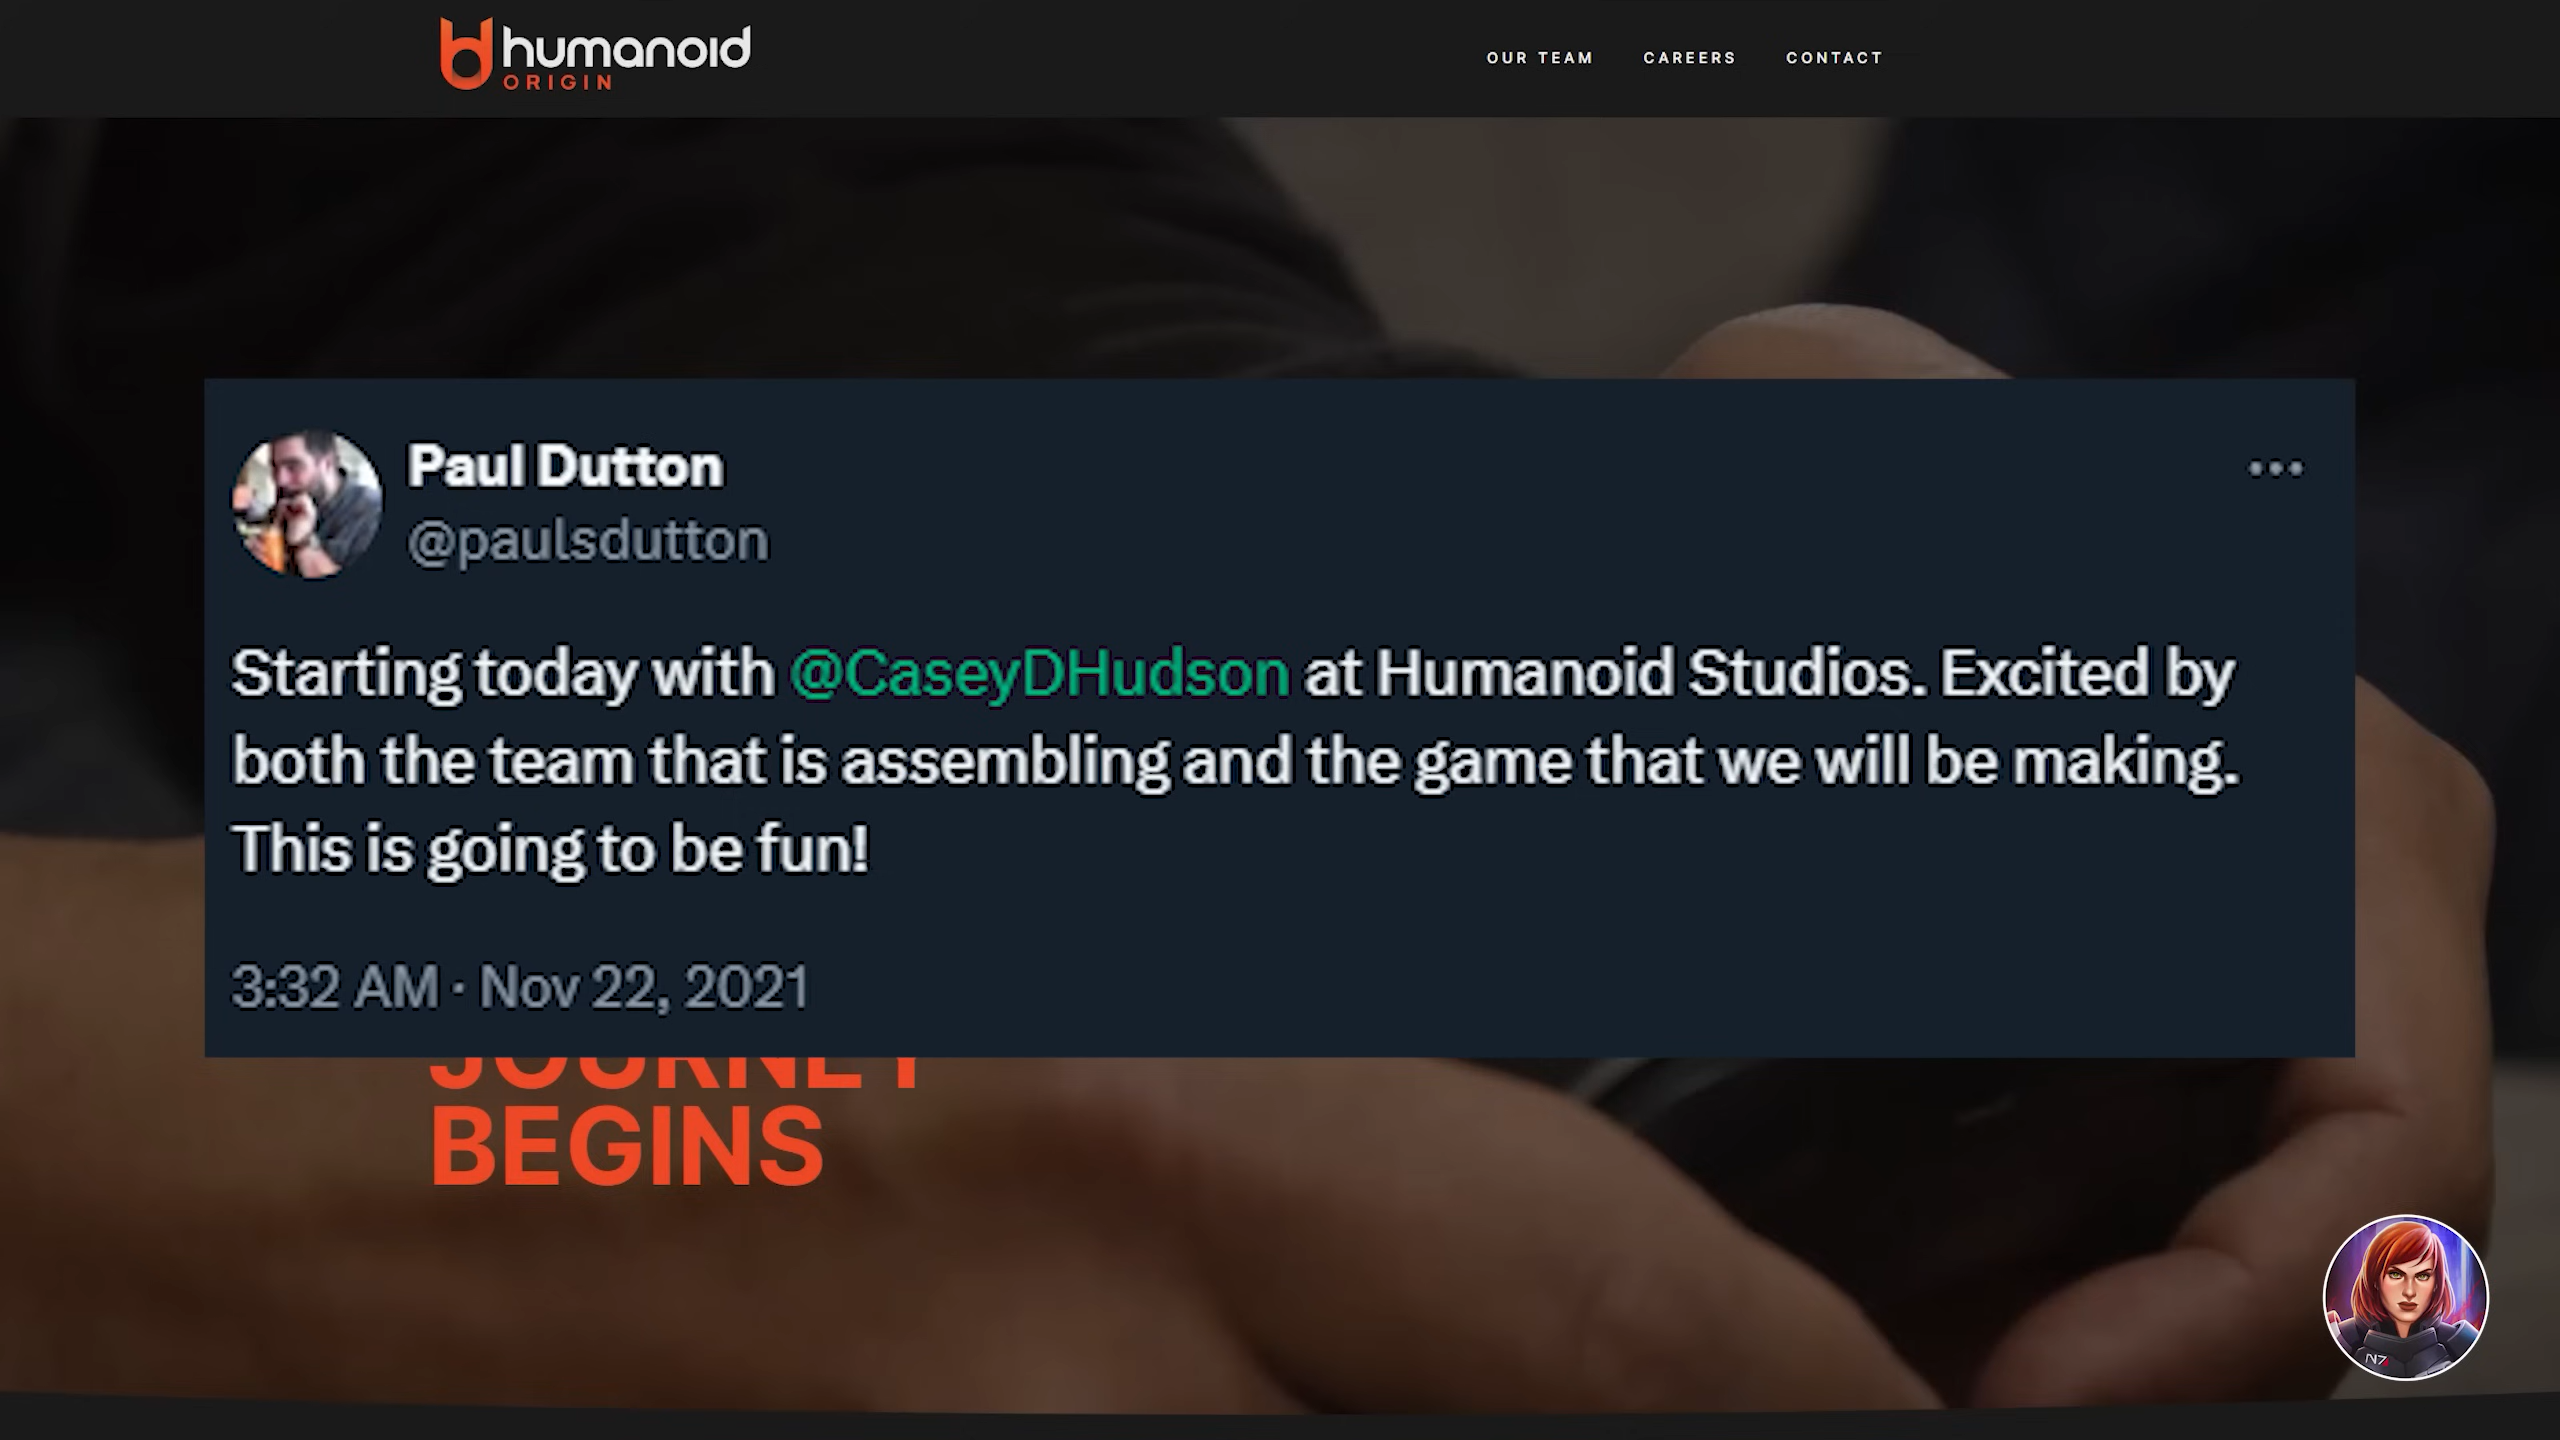 humanoid
ORIGIN
OUR TEAM CAREERS CONTACT
Paul Dutton
@paulsdutton
Starting today with @CaseyDHudson at Humanoid Studios. Excited by
both the team that is assembling and the game that we will be making.
This is going to be fun!
3:32 AM · Nov 22, 2021
JOURNEY
BEGINS
N7